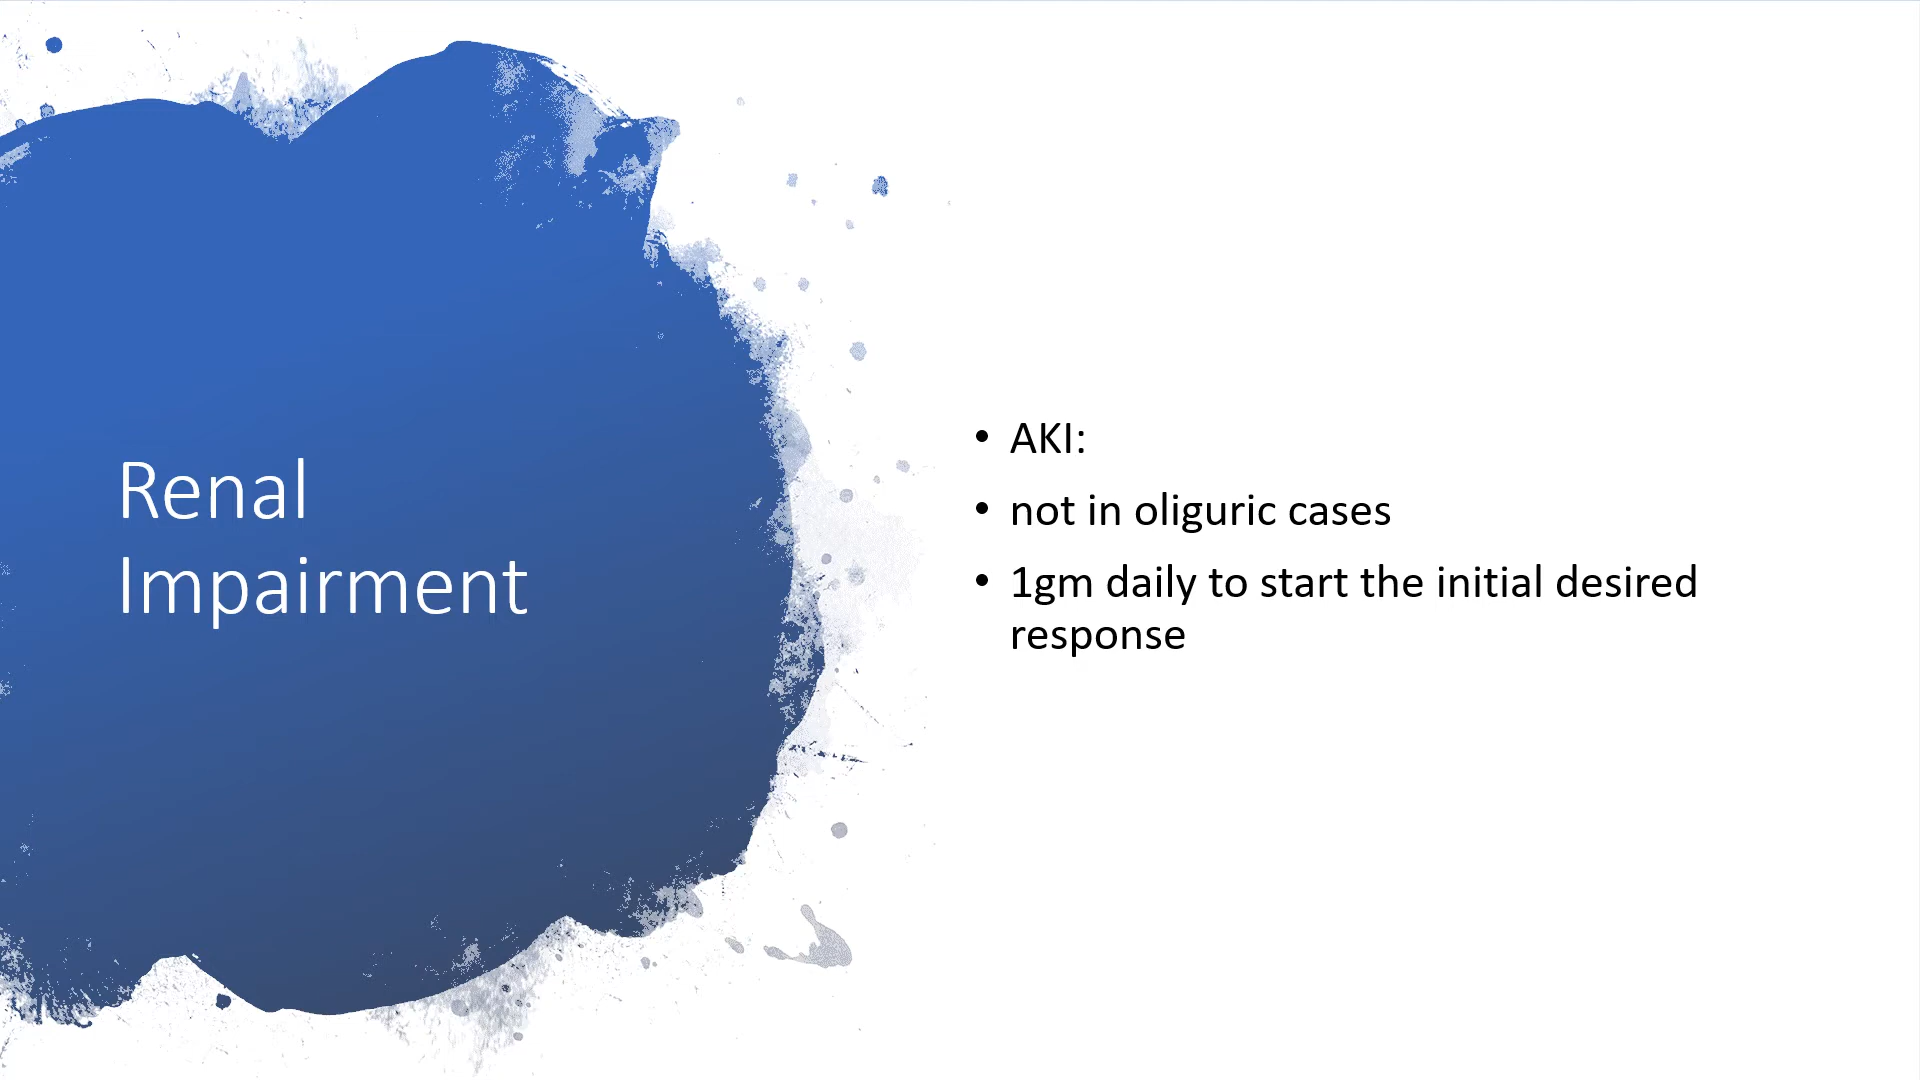 Renal
Impairment
• AKI:
• not in oliguric cases
• 1gm daily to start the initial desired
response